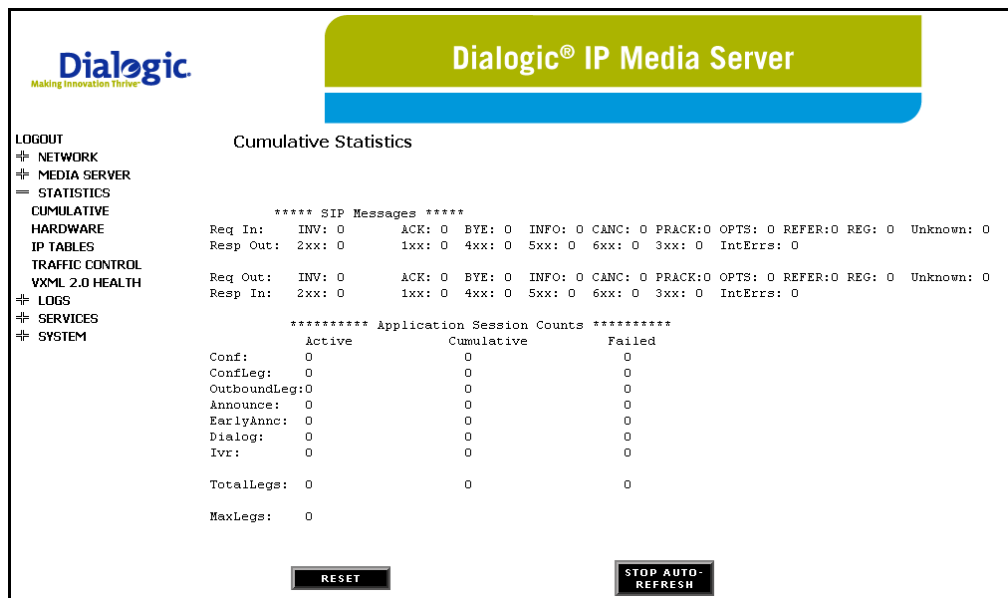 Dialogic.
Making Innovation Thrive™
Dialogic® IP Media Server
LOGOUT
NETWORK
MEDIA SERVER
STATISTICS
CUMULATIVE
HARDWARE
IP TABLES
TRAFFIC CONTROL
VXML 2.0 HEALTH
LOGS
SERVICES
SYSTEM
Cumulative Statistics
***** SIP Messages *****
Req In: INV: 0 ACK: 0 BYE: 0 INFO: 0 CANC: 0 PRACK:0 OPTS: 0 REFER:0 REG: 0 Unknown: 0
Resp Out: 2xx: 0 1xx: 0 4xx: 0 5xx: 0 6xx: 0 3xx: 0 IntErrs: 0
Req Out: INV: 0 ACK: 0 BYE: 0 INFO: 0 CANC: 0 PRACK:0 OPTS: 0 REFER:0 REG: 0 Unknown: 0
Resp In: 2xx: 0 1xx: 0 4xx: 0 5xx: 0 6xx: 0 3xx: 0 IntErrs: 0
********** Application Session Counts **********
Active Cumulative Failed
Conf: 0 0 0
ConfLeg: 0 0 0
OutboundLeg:0 0 0
Announce: 0 0 0
EarlyAnnc: 0 0 0
Dialog: 0 0 0
Ivr: 0 0 0
TotalLegs: 0 0 0
MaxLegs: 0
RESET
STOP AUTO-
REFRESH